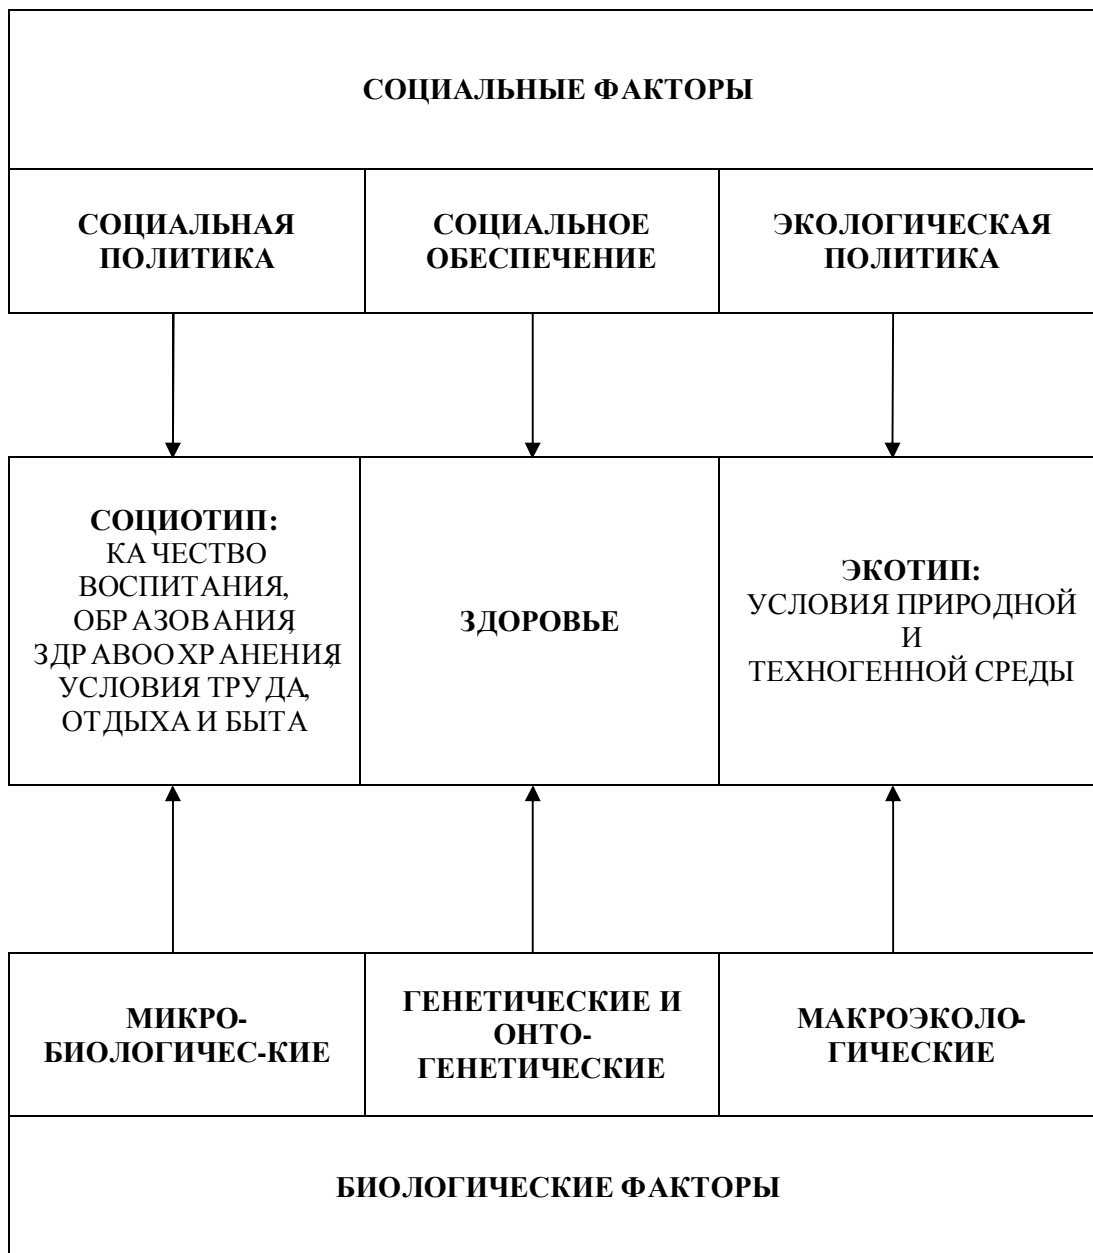 СОЦИАЛЬНЫЕ ФАКТОРЫ
СОЦИАЛЬНАЯ
ПОЛИТИКА
СОЦИАЛЬНОЕ
ОБЕСПЕЧЕНИЕ
ЭКОЛОГИЧЕСКАЯ
ПОЛИТИКА
СОЦИОТИП:
КАЧЕСТВО
ВОСПИТАНИЯ,
ОБРАЗОВАНИЯ,
ЗДРАВООХРАНЕНИЯ,
УСЛОВИЯ ТРУДА,
ОТДЫХА И БЫТА
ЗДОРОВЬЕ
ЭКОТИП:
УСЛОВИЯ ПРИРОДНОЙ
И
ТЕХНОГЕННОЙ СРЕДЫ
МИКРО-
БИОЛОГИЧЕС-КИЕ
ГЕНЕТИЧЕСКИЕ И
ОНТО-
ГЕНЕТИЧЕСКИЕ
МАКРОЭКОЛО-
ГИЧЕСКИЕ
БИОЛОГИЧЕСКИЕ ФАКТОРЫ